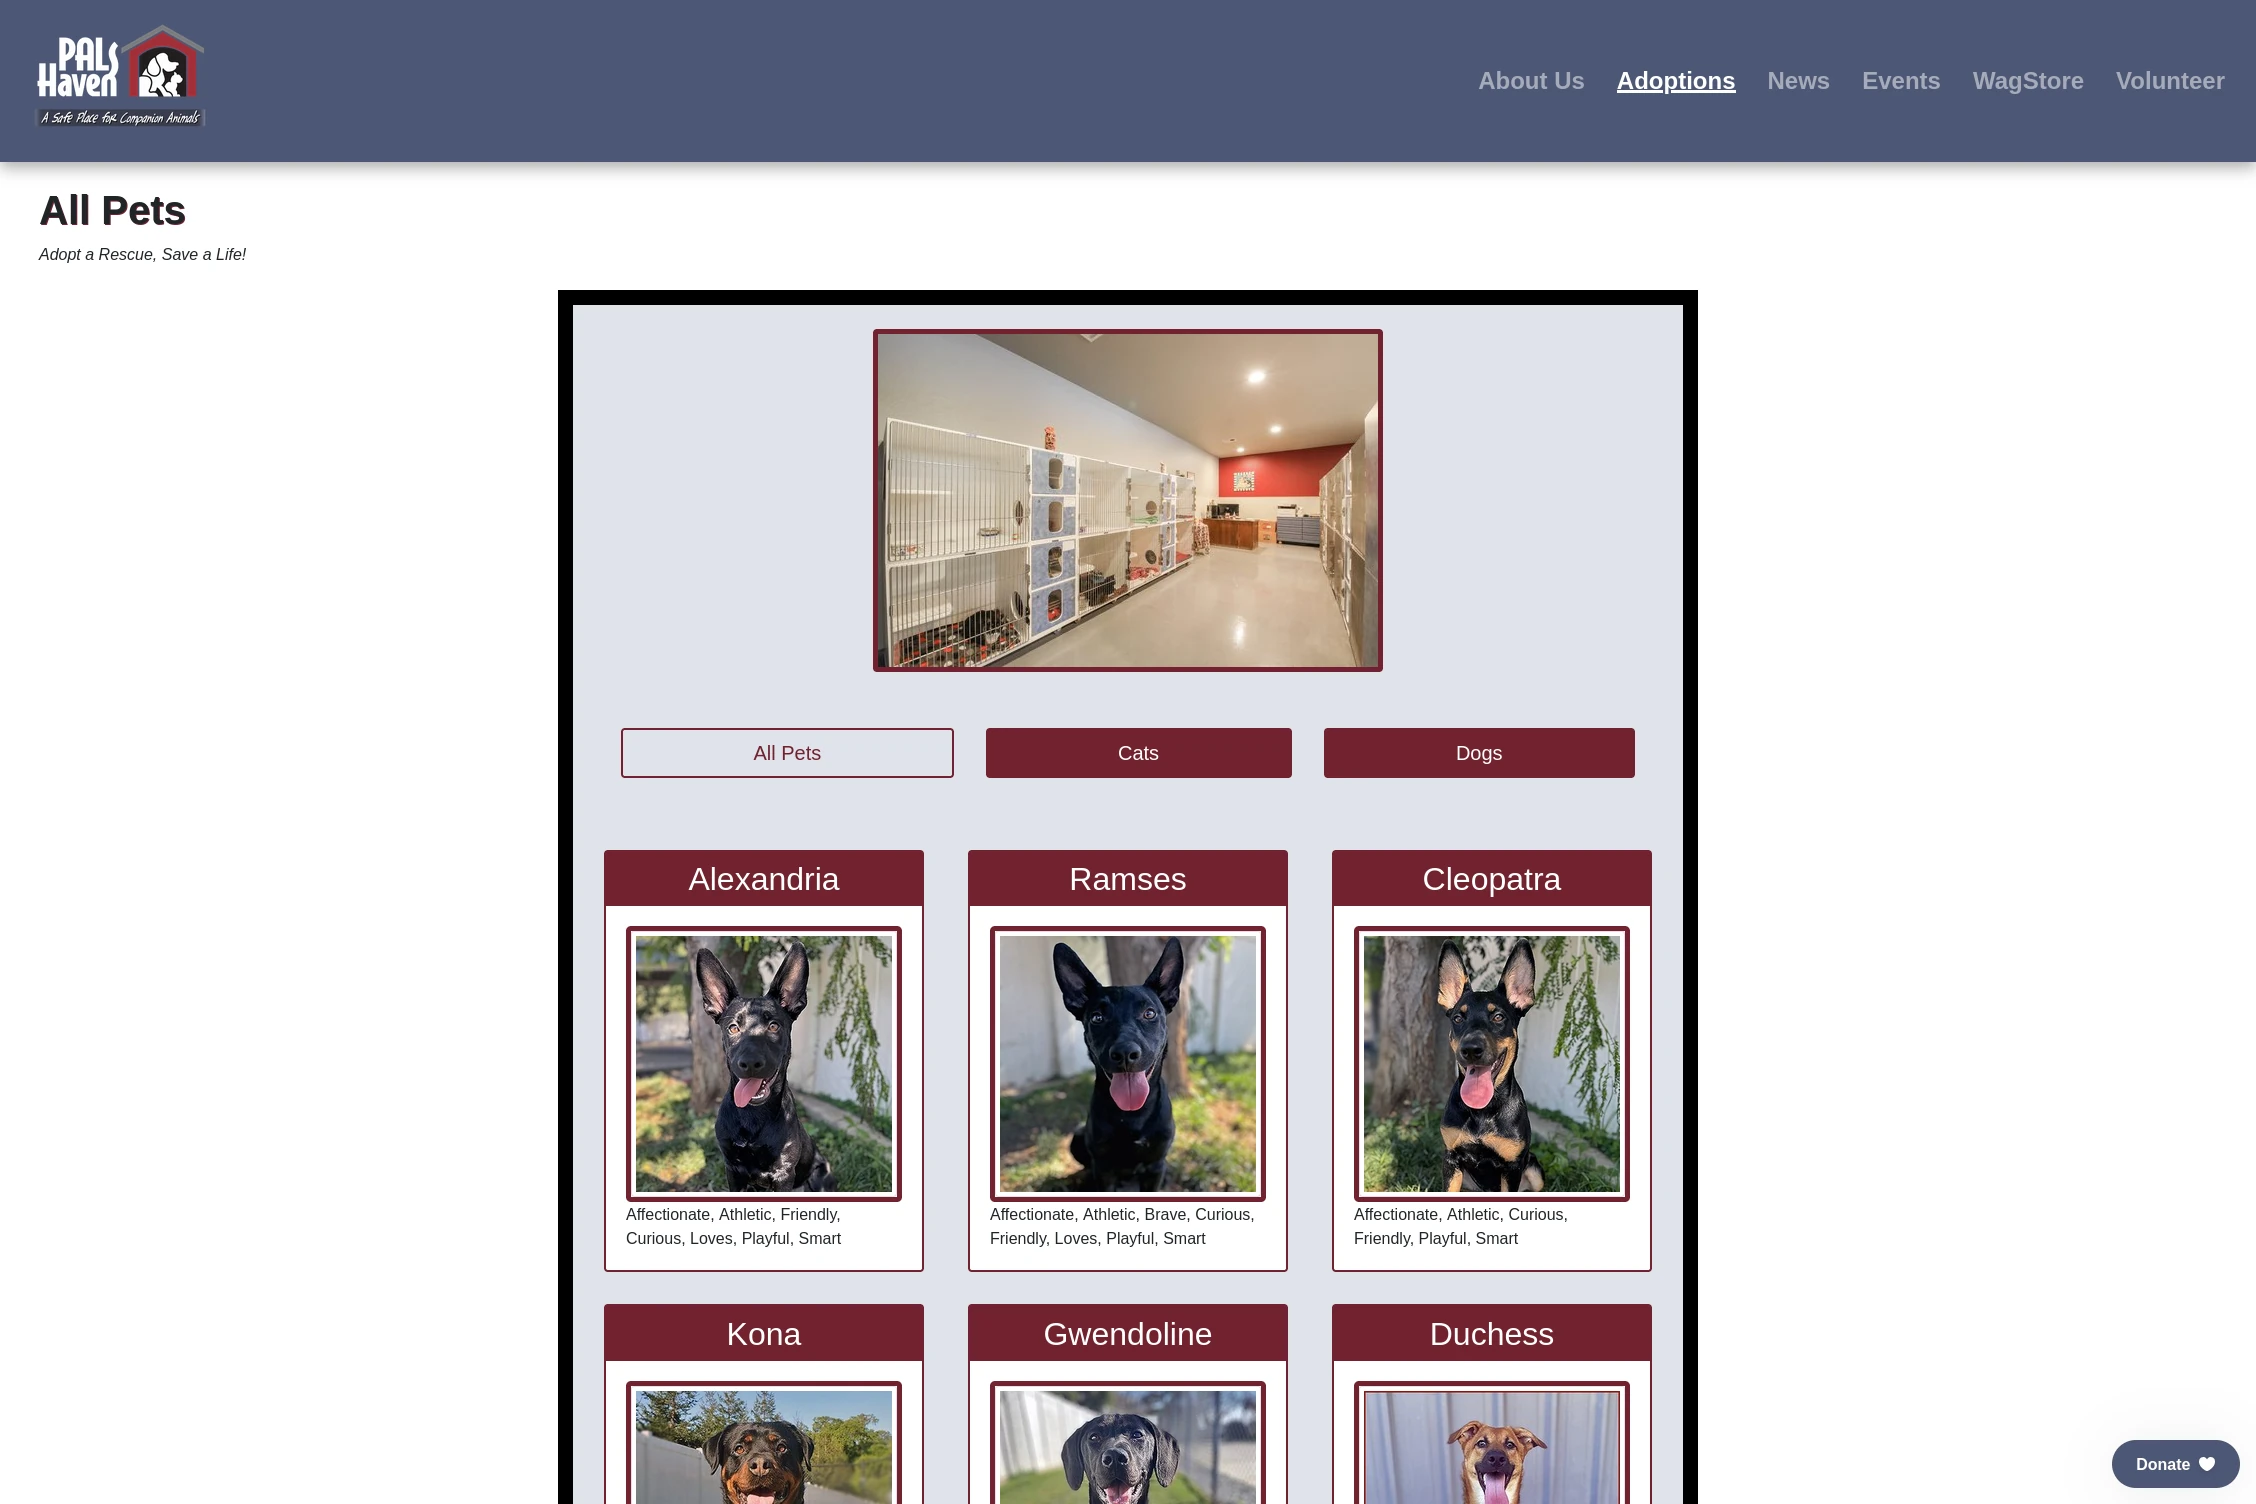 PALS
Haven
A Safe Place for Companion Animals
About Us
Adoptions
News
Events
WagStore
Volunteer
All Pets
Adopt a Rescue, Save a Life!
All Pets
Cats
Dogs
Alexandria
Ramses
Cleopatra
Affectionate, Athletic, Friendly,
Curious, Loves, Playful, Smart
Affectionate, Athletic, Brave, Curious,
Friendly, Loves, Playful, Smart
Affectionate, Athletic, Curious,
Friendly, Playful, Smart
Kona
Gwendoline
Duchess
Donate